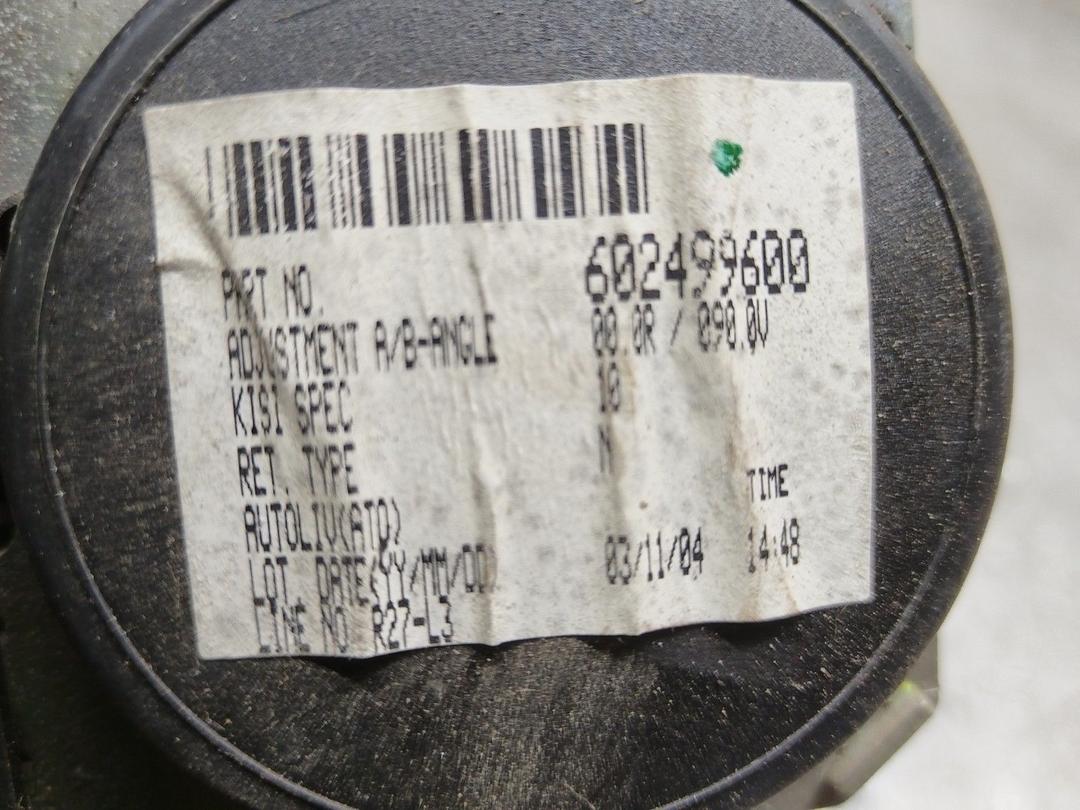 PART NO. 602499600
ADJUSTMENT A/B-ANGLE 00.0R / 090.0V
KISI SPEC 10
RET. TYPE N
TIME
AUTOLIV(ATO)
LOT. DATE(YY/MM/DD) 03/11/04 14:48
LINE NO. R27-L3